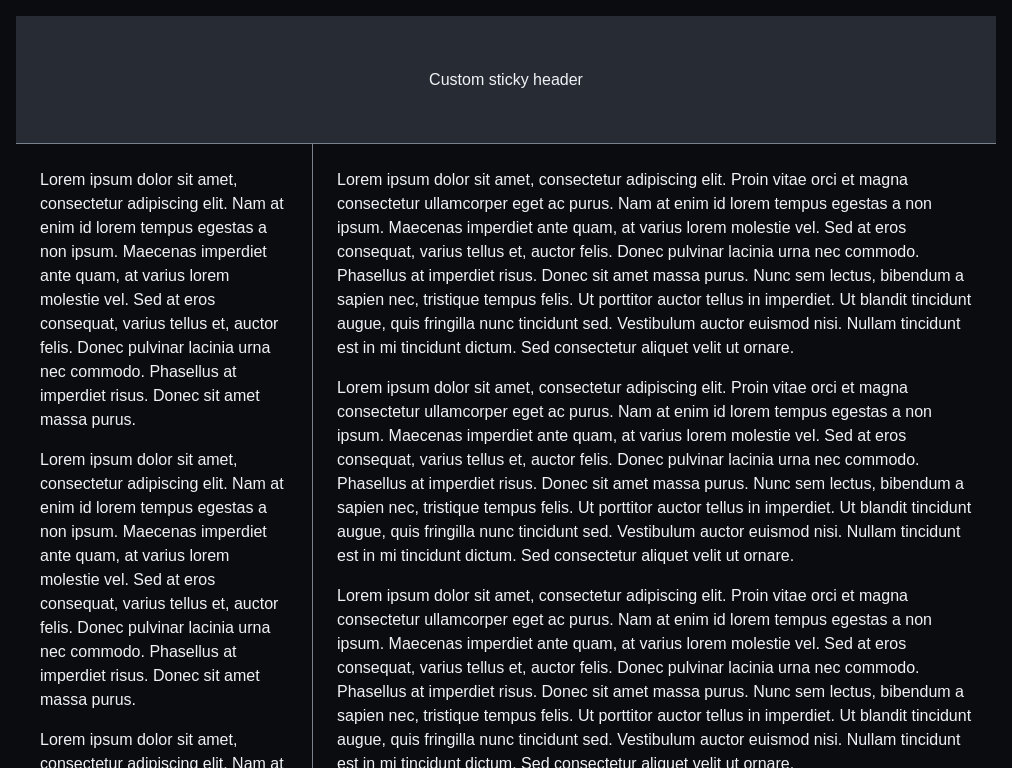 Custom sticky header
Lorem ipsum dolor sit amet,
consectetur adipiscing elit. Nam at
enim id lorem tempus egestas a
non ipsum. Maecenas imperdiet
ante quam, at varius lorem
molestie vel. Sed at eros
consequat, varius tellus et, auctor
felis. Donec pulvinar lacinia urna
nec commodo. Phasellus at
imperdiet risus. Donec sit amet
massa purus.
Lorem ipsum dolor sit amet,
consectetur adipiscing elit. Nam at
enim id lorem tempus egestas a
non ipsum. Maecenas imperdiet
ante quam, at varius lorem
molestie vel. Sed at eros
consequat, varius tellus et, auctor
felis. Donec pulvinar lacinia urna
nec commodo. Phasellus at
imperdiet risus. Donec sit amet
massa purus.
Lorem ipsum dolor sit amet,
consectetur adipiscing elit. Nam at
Lorem ipsum dolor sit amet, consectetur adipiscing elit. Proin vitae orci et magna
consectetur ullamcorper eget ac purus. Nam at enim id lorem tempus egestas a non
ipsum. Maecenas imperdiet ante quam, at varius lorem molestie vel. Sed at eros
consequat, varius tellus et, auctor felis. Donec pulvinar lacinia urna nec commodo.
Phasellus at imperdiet risus. Donec sit amet massa purus. Nunc sem lectus, bibendum a
sapien nec, tristique tempus felis. Ut porttitor auctor tellus in imperdiet. Ut blandit tincidunt
augue, quis fringilla nunc tincidunt sed. Vestibulum auctor euismod nisi. Nullam tincidunt
est in mi tincidunt dictum. Sed consectetur aliquet velit ut ornare.
Lorem ipsum dolor sit amet, consectetur adipiscing elit. Proin vitae orci et magna
consectetur ullamcorper eget ac purus. Nam at enim id lorem tempus egestas a non
ipsum. Maecenas imperdiet ante quam, at varius lorem molestie vel. Sed at eros
consequat, varius tellus et, auctor felis. Donec pulvinar lacinia urna nec commodo.
Phasellus at imperdiet risus. Donec sit amet massa purus. Nunc sem lectus, bibendum a
sapien nec, tristique tempus felis. Ut porttitor auctor tellus in imperdiet. Ut blandit tincidunt
augue, quis fringilla nunc tincidunt sed. Vestibulum auctor euismod nisi. Nullam tincidunt
est in mi tincidunt dictum. Sed consectetur aliquet velit ut ornare.
Lorem ipsum dolor sit amet, consectetur adipiscing elit. Proin vitae orci et magna
consectetur ullamcorper eget ac purus. Nam at enim id lorem tempus egestas a non
ipsum. Maecenas imperdiet ante quam, at varius lorem molestie vel. Sed at eros
consequat, varius tellus et, auctor felis. Donec pulvinar lacinia urna nec commodo.
Phasellus at imperdiet risus. Donec sit amet massa purus. Nunc sem lectus, bibendum a
sapien nec, tristique tempus felis. Ut porttitor auctor tellus in imperdiet. Ut blandit tincidunt
augue, quis fringilla nunc tincidunt sed. Vestibulum auctor euismod nisi. Nullam tincidunt
est in mi tincidunt dictum. Sed consectetur aliquet velit ut ornare.